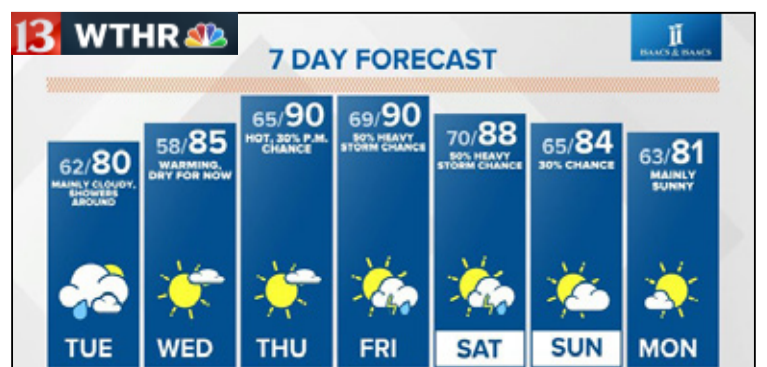 13 WTHR
7 DAY FORECAST
ISAACS & ISAACS
62/80
MAINLY CLOUDY,
SHOWERS
AROUND
TUE
58/85
WARMING,
DRY FOR NOW
WED
65/90
HOT, 30% P.M.
CHANCE
THU
69/90
50% HEAVY
STORM CHANCE
FRI
70/88
50% HEAVY
STORM CHANCE
SAT
65/84
30% CHANCE
SUN
63/81
MAINLY
SUNNY
MON